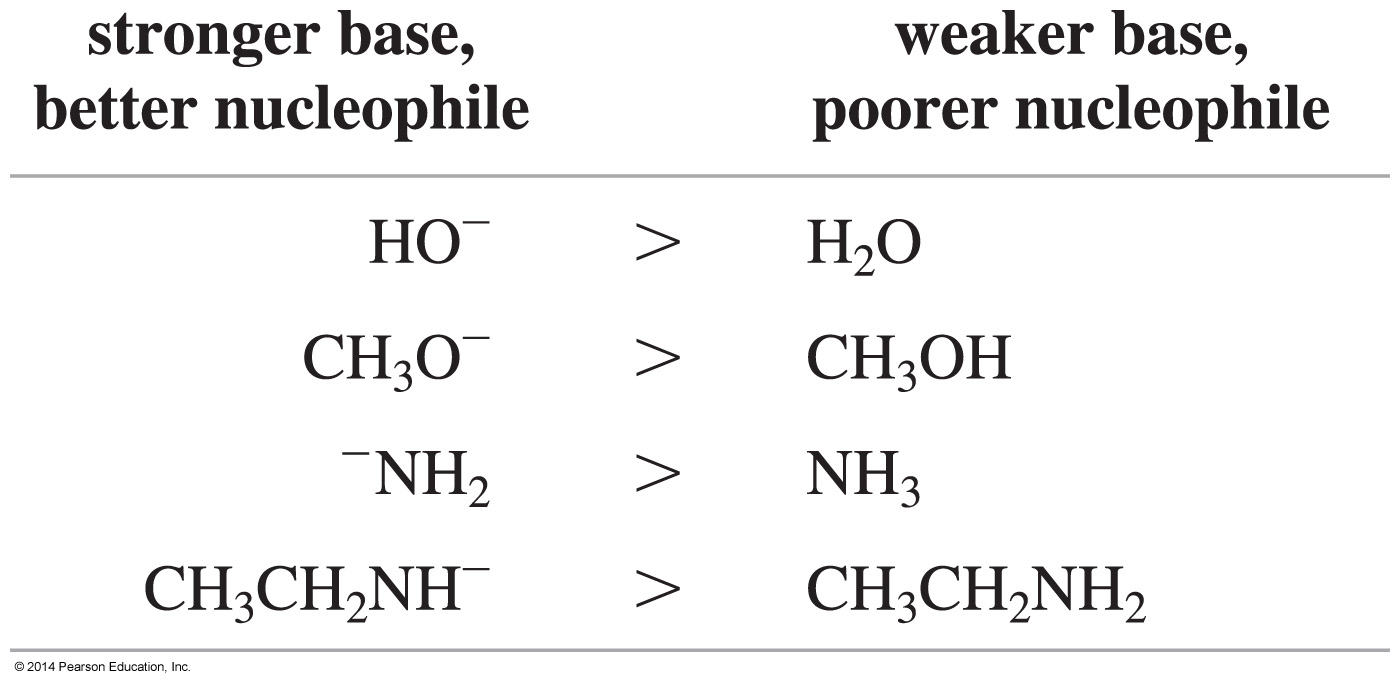 stronger base, weaker base,
better nucleophile poorer nucleophile
HO⁻ > H₂O
CH₃O⁻ > CH₃OH
⁻NH₂ > NH₃
CH₃CH₂NH⁻ > CH₃CH₂NH₂
© 2014 Pearson Education, Inc.